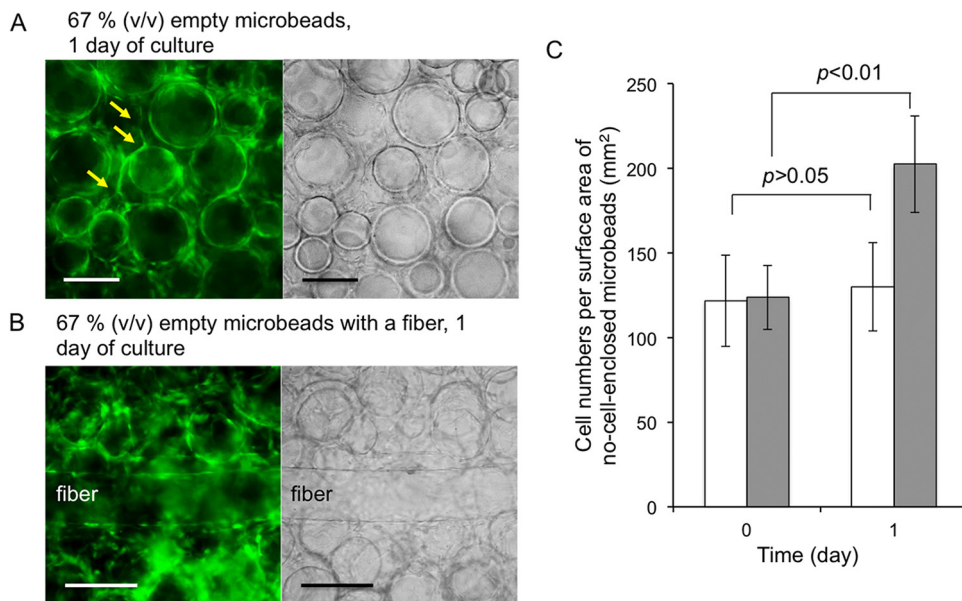 A
67 % (v/v) empty microbeads,
1 day of culture
B
67 % (v/v) empty microbeads with a fiber, 1
day of culture
fiber
fiber
C
Cell numbers per surface area of
no-cell-enclosed microbeads (mm²)
250
200
150
100
50
0
p<0.01
p>0.05
0
1
Time (day)